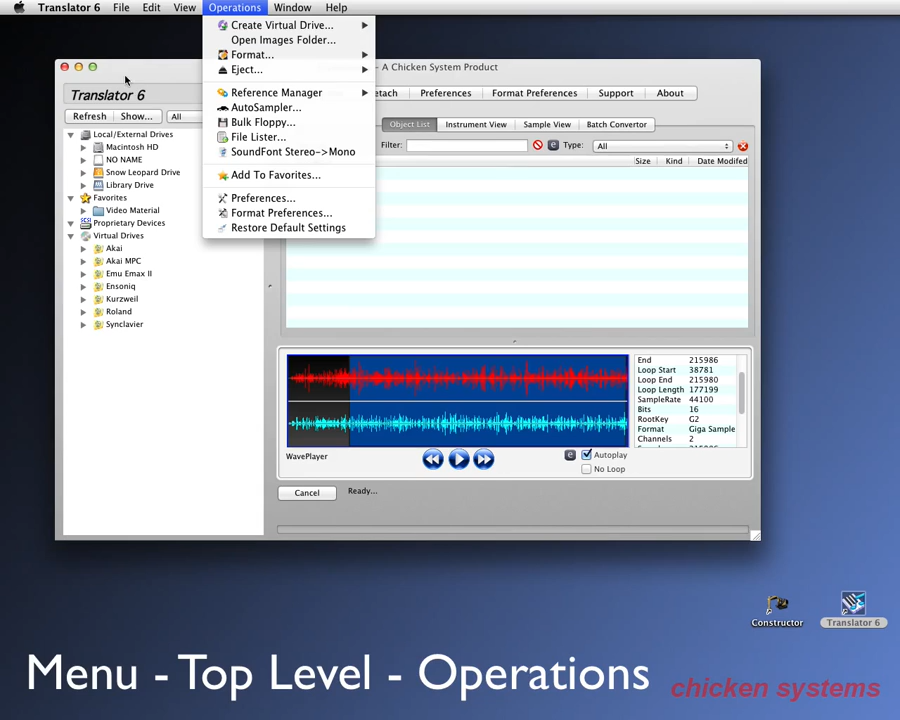 Translator 6 File Edit View Operations Window Help
Create Virtual Drive...
Open Images Folder...
Format...
Eject...
Reference Manager
AutoSampler...
Bulk Floppy...
File Lister...
SoundFont Stereo->Mono
Add To Favorites...
Preferences...
Format Preferences...
Restore Default Settings
- A Chicken System Product
Translator 6
etach Preferences Format Preferences Support About
Refresh Show... All
Object List Instrument View Sample View Batch Convertor
Filter: e Type: All
Size Kind Date Modifed
Local/External Drives
Macintosh HD
NO NAME
Snow Leopard Drive
Library Drive
Favorites
Video Material
SCSI Proprietary Devices
Virtual Drives
Akai
Akai MPC
Emu Emax II
Ensoniq
Kurzweil
Roland
Synclavier
End 215986
Loop Start 38781
Loop End 215980
Loop Length 177199
SampleRate 44100
Bits 16
RootKey G2
Format Giga Sample
Channels 2
WavePlayer
e Autoplay
No Loop
Cancel Ready...
Constructor
Translator 6
Menu - Top Level - Operations
chicken systems